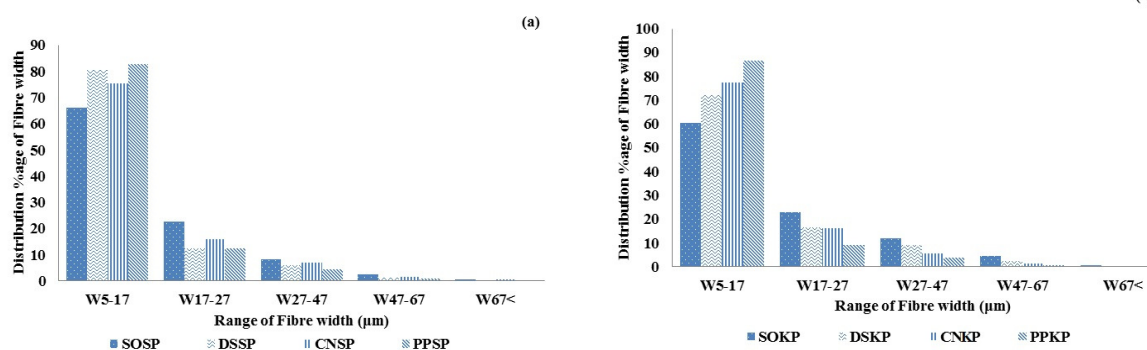 (a)
Distribution %age of Fibre width
90
80
70
60
50
40
30
20
10
0
W5-17 W17-27 W27-47 W47-67 W67<
Range of Fibre width (µm)
SOSP DSSP CNSP PPSP
Distribution %age of Fibre width
100
90
80
70
60
50
40
30
20
10
0
W5-17 W17-27 W27-47 W47-67 W67<
Range of Fibre width (µm)
SOKP DSKP CNKP PPKP